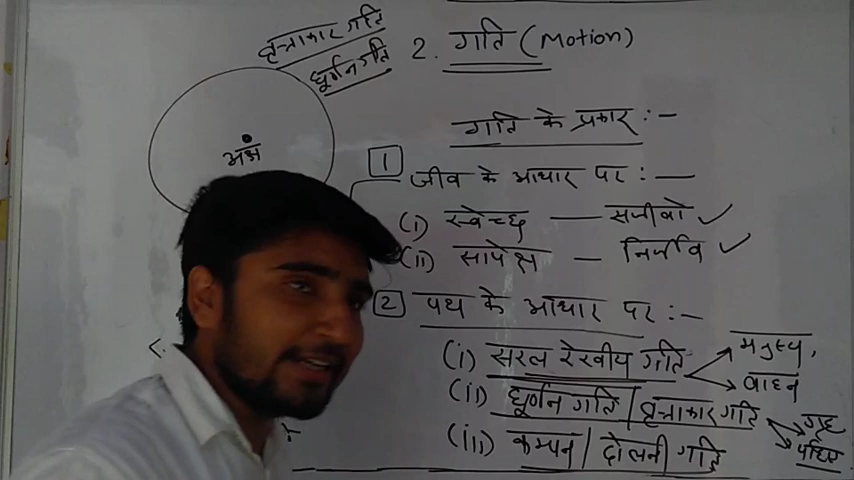 वृत्ताकार गति
घूर्णन गति
अक्ष
2. गति (Motion)
गति के प्रकार :-
1 जीव के आधार पर : —
(i) स्वेच्छ — सजीवो ✓
(ii) सापेक्ष — निर्जीव ✓
2 पथ के आधार पर :-
(i) सरल रेखीय गति
मनुष्य,
वाहन
(ii) घूर्णन गति / वृत्ताकार गति
गृह
पहिए
(iii) कम्पन / दोलनी गति